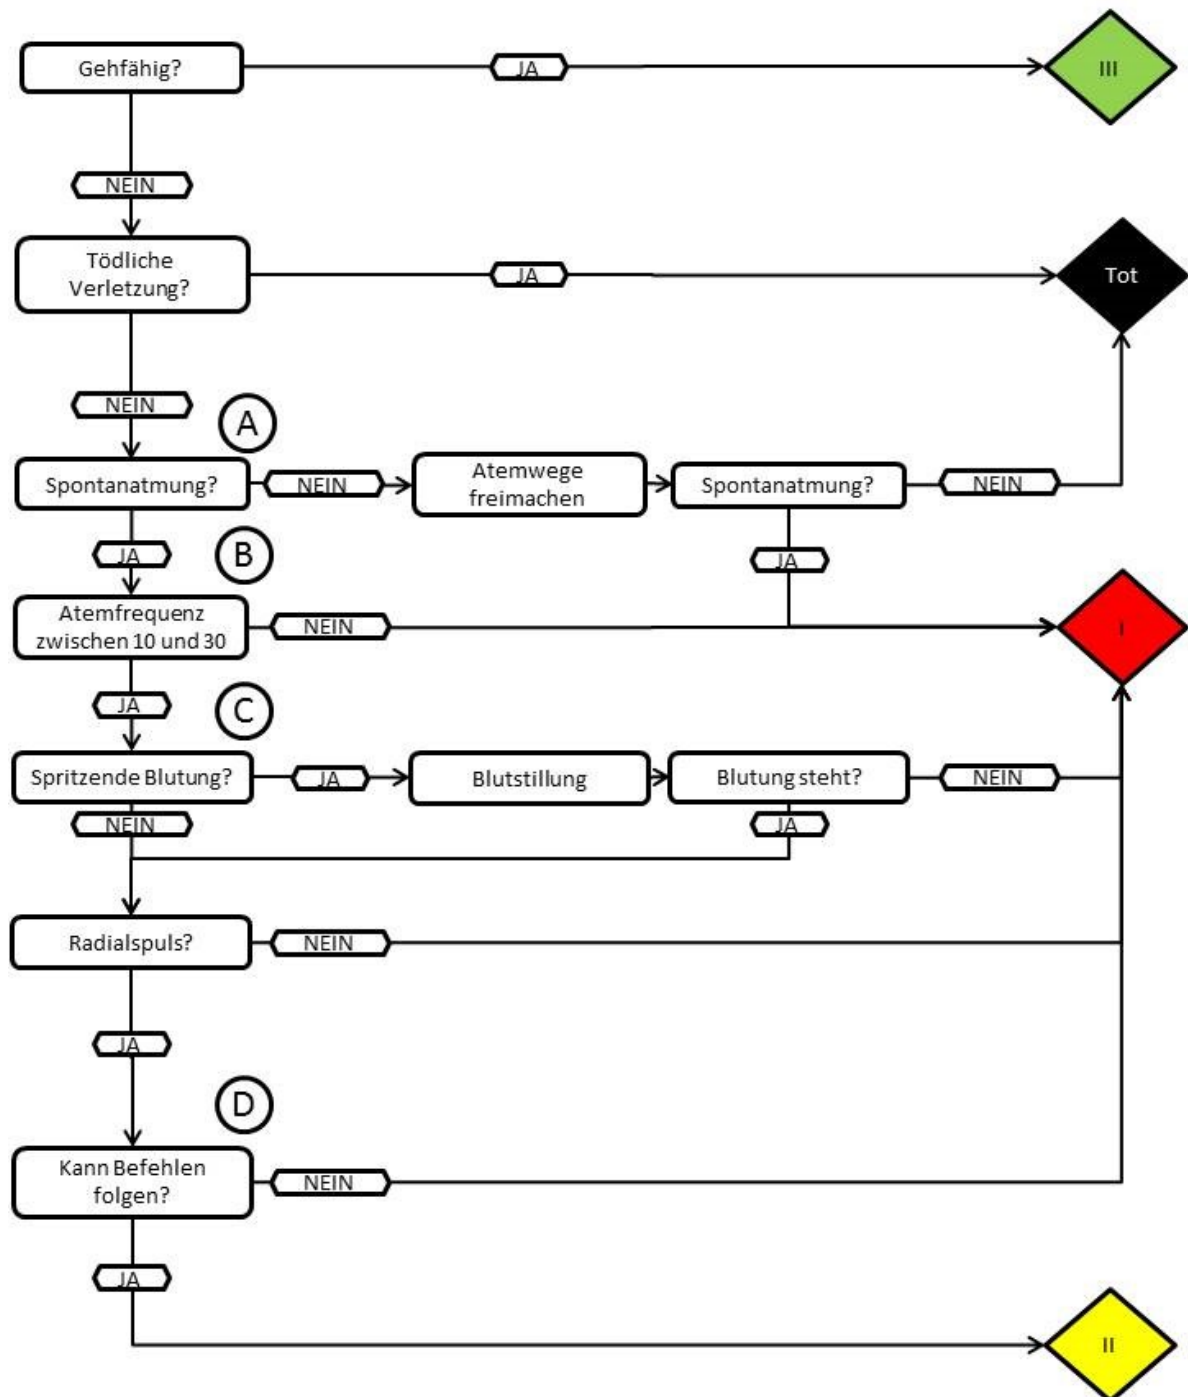 Gehfähig?
JA
III
NEIN
Tödliche
Verletzung?
JA
Tot
NEIN
A
Spontanatmung?
NEIN
Atemwege
freimachen
Spontanatmung?
NEIN
JA
B
JA
Atemfrequenz
zwischen 10 und 30
NEIN
I
JA
C
Spritzende Blutung?
JA
Blutstillung
Blutung steht?
NEIN
NEIN
JA
Radialspuls?
NEIN
JA
D
Kann Befehlen
folgen?
NEIN
JA
II